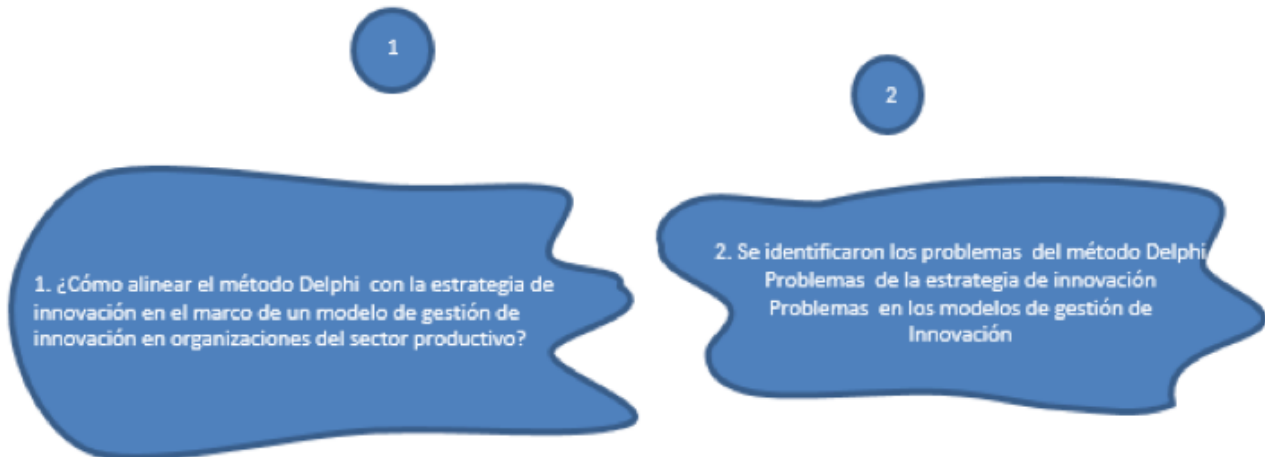 1
2
1. ¿Cómo alinear el método Delphi con la estrategia de
innovación en el marco de un modelo de gestión de
innovación en organizaciones del sector productivo?
2. Se identificaron los problemas del método Delphi
Problemas de la estrategia de innovación
Problemas en los modelos de gestión de
Innovación